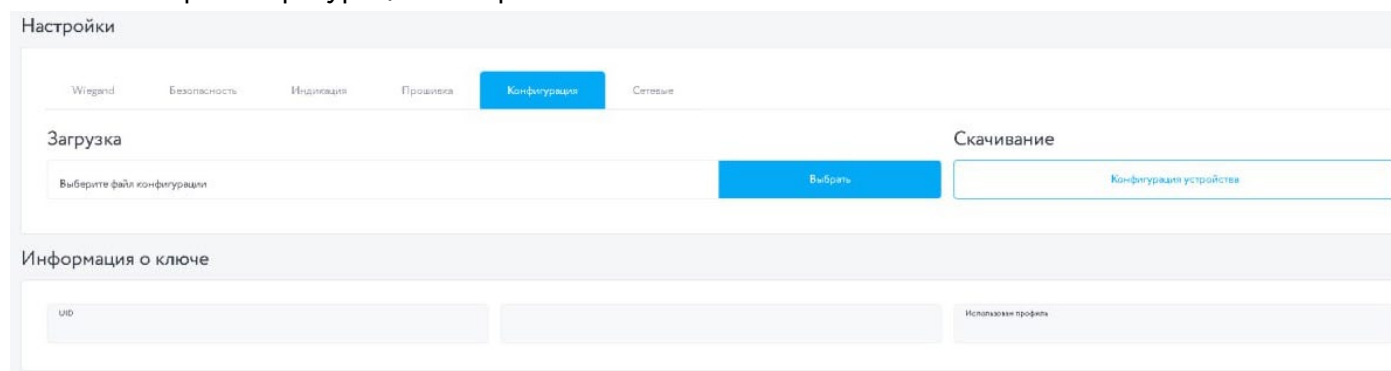 Настройки
Wiegand Безопасность Индикация Прошивка Конфигурация Сетевые
Загрузка Скачивание
Выберите файл конфигурации Выбрать Конфигурация устройства
Информация о ключе
UID Использован профиль